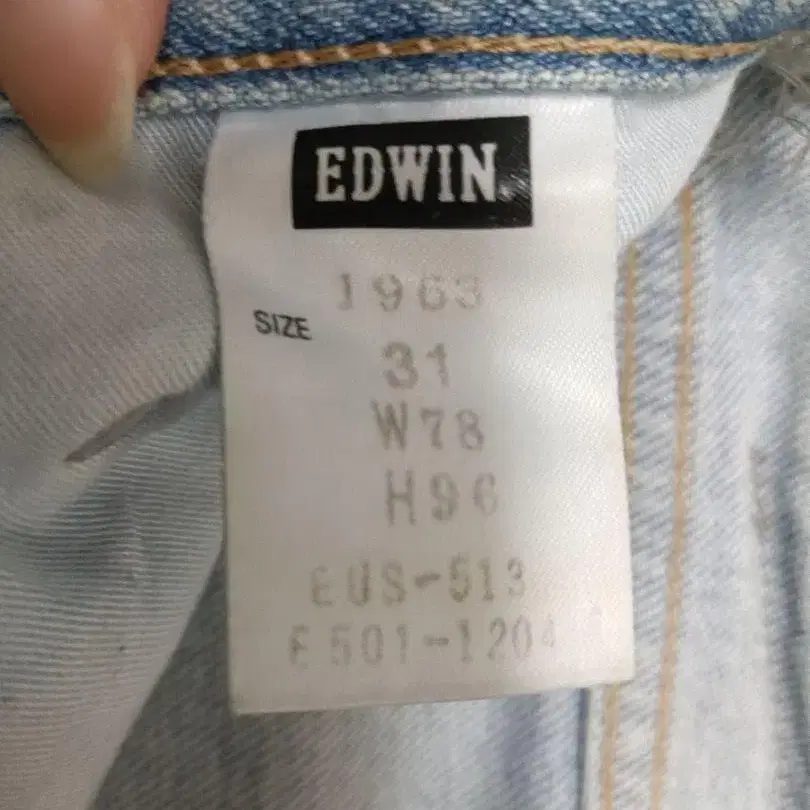 EDWIN.
1963
SIZE
31
W78
H96
EUS-513
E501-1204